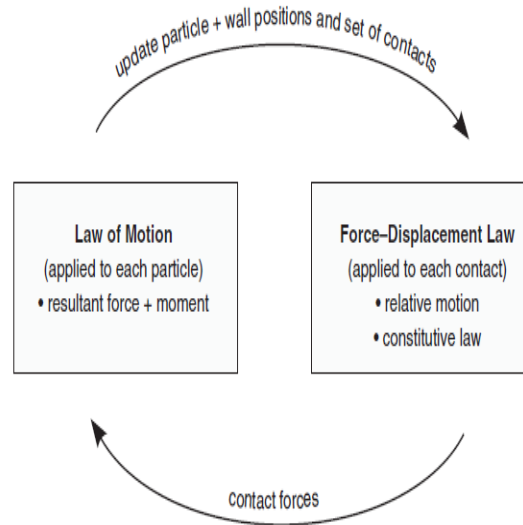 update particle + wall positions and set of contacts
Law of Motion
(applied to each particle)
• resultant force + moment
Force–Displacement Law
(applied to each contact)
• relative motion
• constitutive law
contact forces